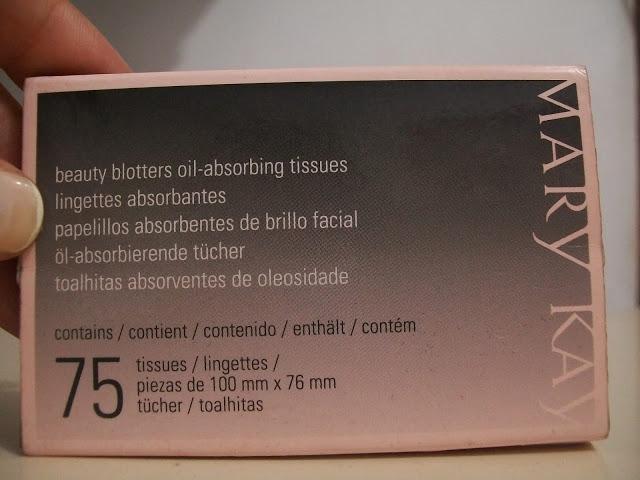 beauty blotters oil-absorbing tissues
lingettes absorbantes
papelillos absorbentes de brillo facial
öl-absorbierende tücher
toalhitas absorventes de oleosidade
contains / contient / contenido / enthält / contém
75
tissues / lingettes /
piezas de 100 mm x 76 mm
tücher / toalhitas
MARY KAY